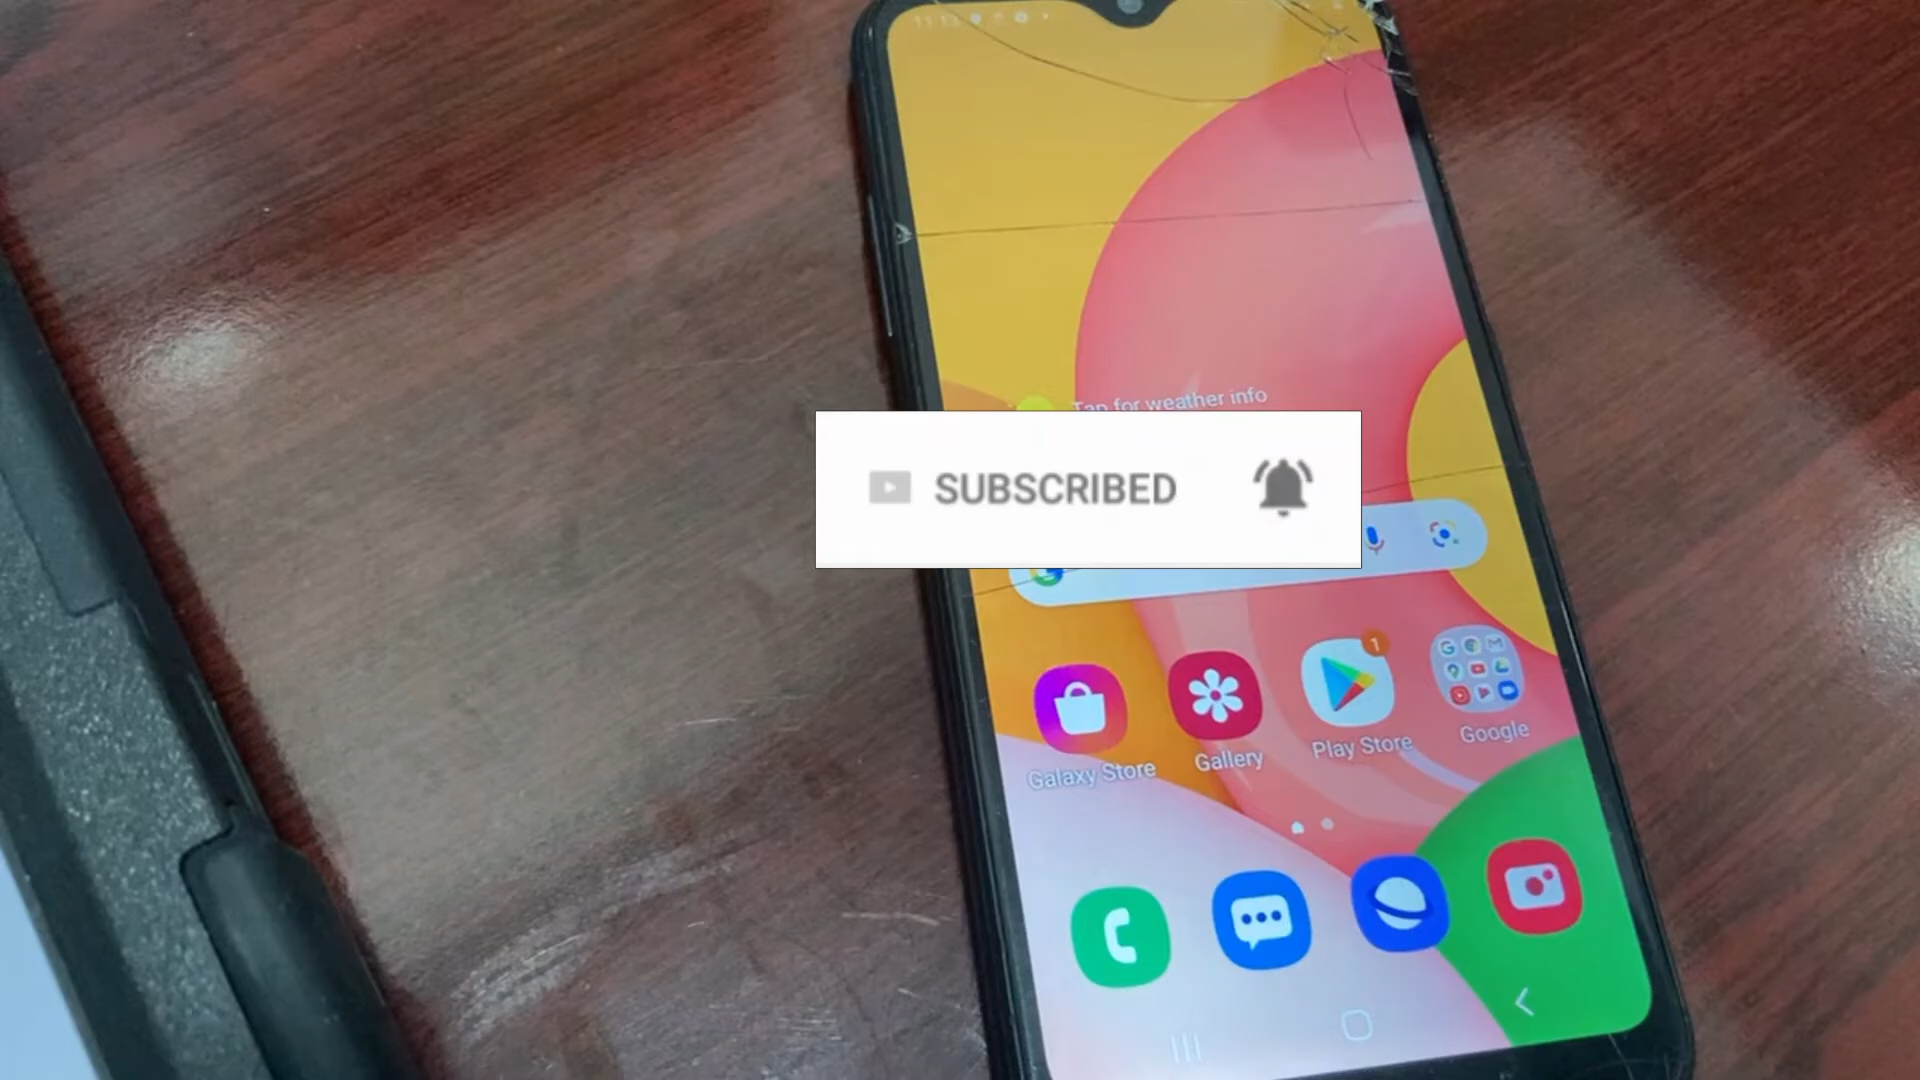 Tap for weather info
SUBSCRIBED
1
Galaxy Store
Gallery
Play Store
Google